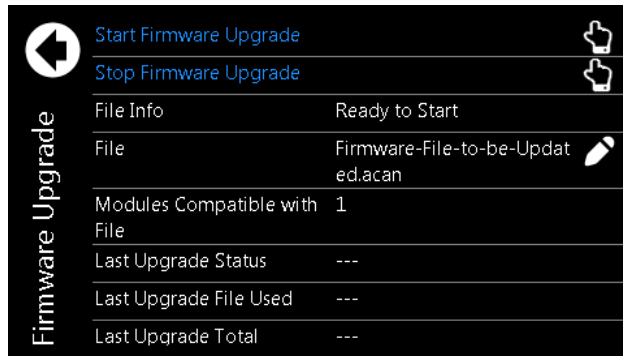 Firmware Upgrade
Start Firmware Upgrade
Stop Firmware Upgrade
File Info Ready to Start
File Firmware-File-to-be-Updat
ed.acan
Modules Compatible with 1
File
Last Upgrade Status ---
Last Upgrade File Used ---
Last Upgrade Total ---